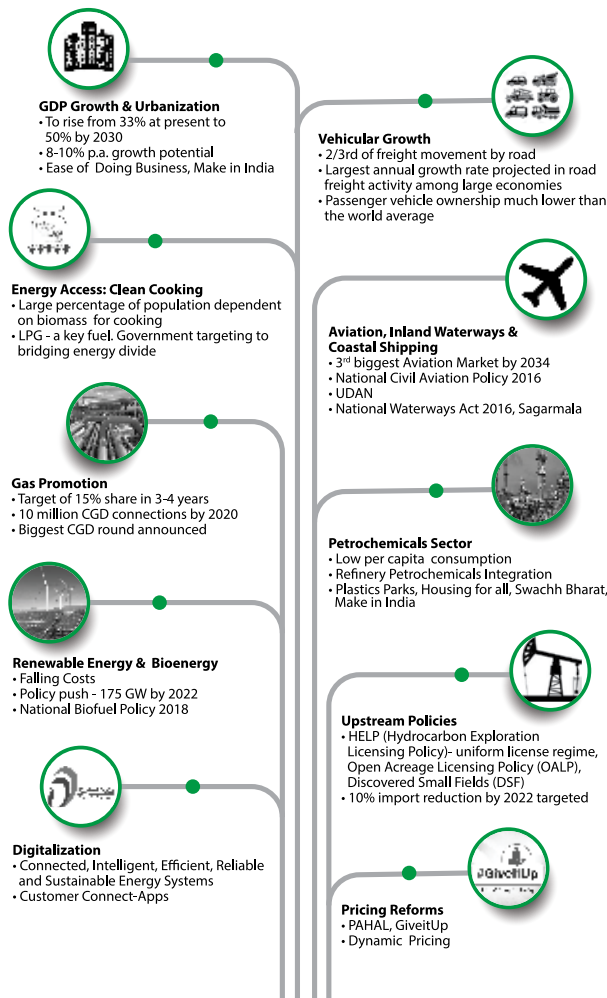 GDP Growth & Urbanization
• To rise from 33% at present to
50% by 2030
• 8-10% p.a. growth potential
• Ease of Doing Business, Make in India
Vehicular Growth
• 2/3rd of freight movement by road
• Largest annual growth rate projected in road
freight activity among large economies
• Passenger vehicle ownership much lower than
the world average
Energy Access: Clean Cooking
• Large percentage of population dependent
on biomass for cooking
• LPG - a key fuel. Government targeting to
bridging energy divide
Aviation, Inland Waterways &
Coastal Shipping
• 3rd biggest Aviation Market by 2034
• National Civil Aviation Policy 2016
• UDAN
• National Waterways Act 2016, Sagarmala
Gas Promotion
• Target of 15% share in 3-4 years
• 10 million CGD connections by 2020
• Biggest CGD round announced
Petrochemicals Sector
• Low per capita consumption
• Refinery Petrochemicals Integration
• Plastics Parks, Housing for all, Swachh Bharat,
Make in India
Renewable Energy & Bioenergy
• Falling Costs
• Policy push - 175 GW by 2022
• National Biofuel Policy 2018
Upstream Policies
• HELP (Hydrocarbon Exploration
Licensing Policy)- uniform license regime,
Open Acreage Licensing Policy (OALP),
Discovered Small Fields (DSF)
• 10% import reduction by 2022 targeted
Digitalization
• Connected, Intelligent, Efficient, Reliable
and Sustainable Energy Systems
• Customer Connect-Apps
#GiveitUp
Pricing Reforms
• PAHAL, GiveitUp
• Dynamic Pricing